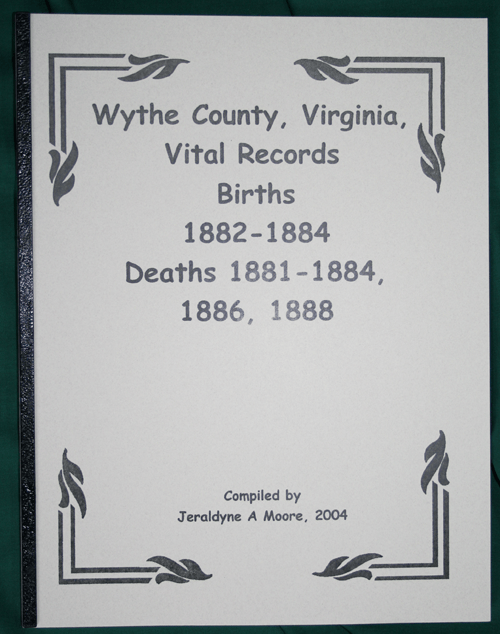 Wythe County, Virginia,
Vital Records
Births
1882-1884
Deaths 1881-1884,
1886, 1888
Compiled by
Jeraldyne A Moore, 2004